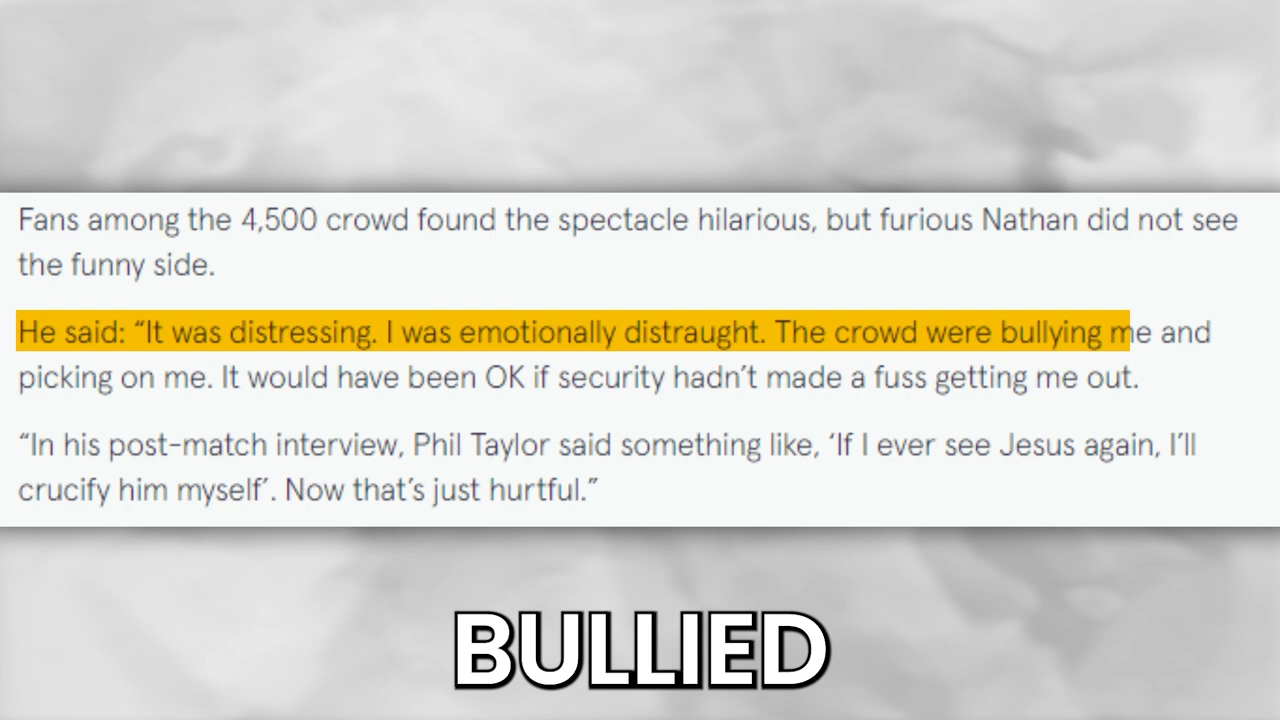 Fans among the 4,500 crowd found the spectacle hilarious, but furious Nathan did not see
the funny side.
He said: “It was distressing. I was emotionally distraught. The crowd were bullying me and
picking on me. It would have been OK if security hadn’t made a fuss getting me out.
“In his post-match interview, Phil Taylor said something like, ‘If I ever see Jesus again, I’ll
crucify him myself’. Now that’s just hurtful.”
BULLIED